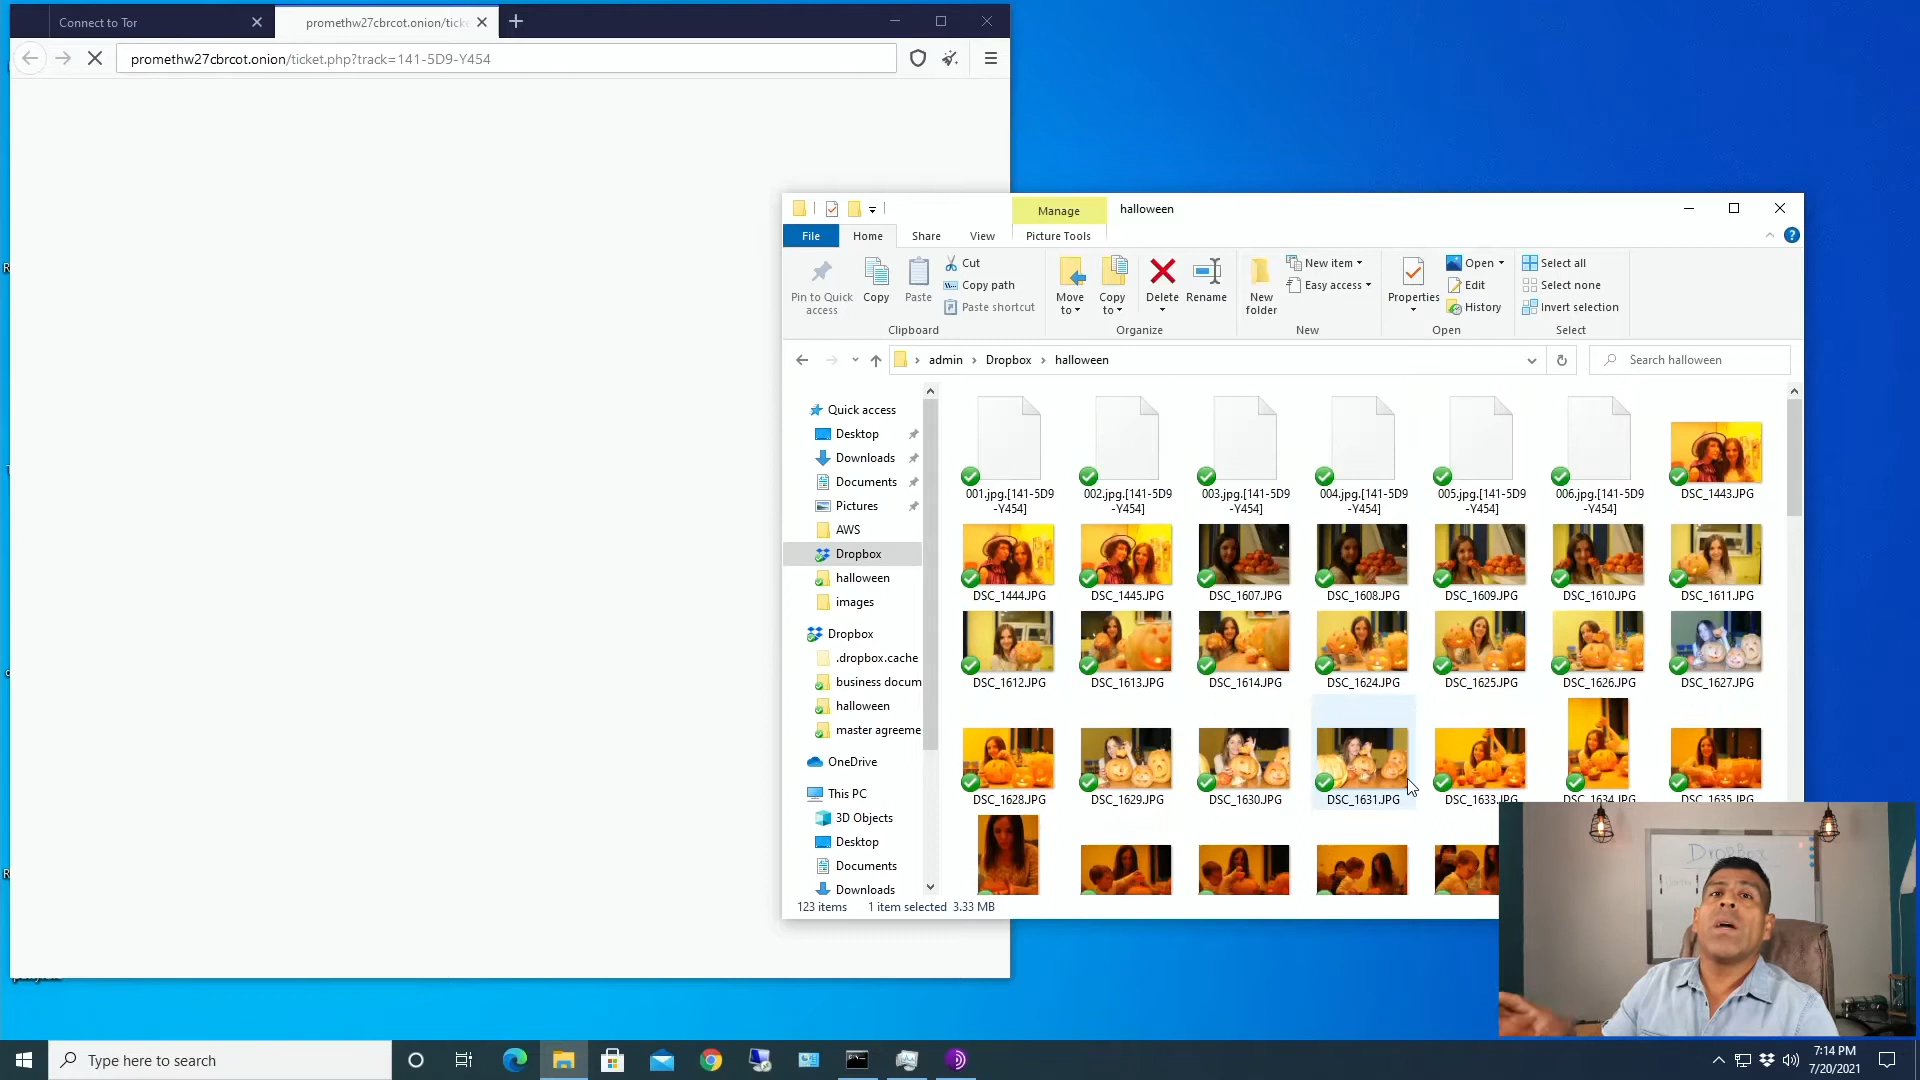 Connect to Tor
promethw27cbrcot.onion/ticke
promethw27cbrcot.onion/ticket.php?track=141-5D9-Y454
Manage
halloween
File
Home
Share
View
Picture Tools
Pin to Quick access
Copy
Paste
Cut
Copy path
Paste shortcut
Clipboard
Move to
Copy to
Delete
Rename
Organize
New folder
New item
Easy access
New
Properties
Open
Edit
History
Open
Select all
Select none
Invert selection
Select
admin
Dropbox
halloween
Search halloween
Quick access
Desktop
Downloads
Documents
Pictures
AWS
Dropbox
halloween
images
Dropbox
.dropbox.cache
business docum
halloween
master agreeme
OneDrive
This PC
3D Objects
Desktop
Documents
Downloads
001.jpg.[141-5D9-Y454]
002.jpg.[141-5D9-Y454]
003.jpg.[141-5D9-Y454]
004.jpg.[141-5D9-Y454]
005.jpg.[141-5D9-Y454]
006.jpg.[141-5D9-Y454]
DSC_1443.JPG
DSC_1444.JPG
DSC_1445.JPG
DSC_1607.JPG
DSC_1608.JPG
DSC_1609.JPG
DSC_1610.JPG
DSC_1611.JPG
DSC_1612.JPG
DSC_1613.JPG
DSC_1614.JPG
DSC_1624.JPG
DSC_1625.JPG
DSC_1626.JPG
DSC_1627.JPG
DSC_1628.JPG
DSC_1629.JPG
DSC_1630.JPG
DSC_1631.JPG
DSC_1633.JPG
DSC_1634.JPG
DSC_1635.JPG
123 items
1 item selected 3.33 MB
DropBox
Type here to search
7:14 PM
7/20/2021